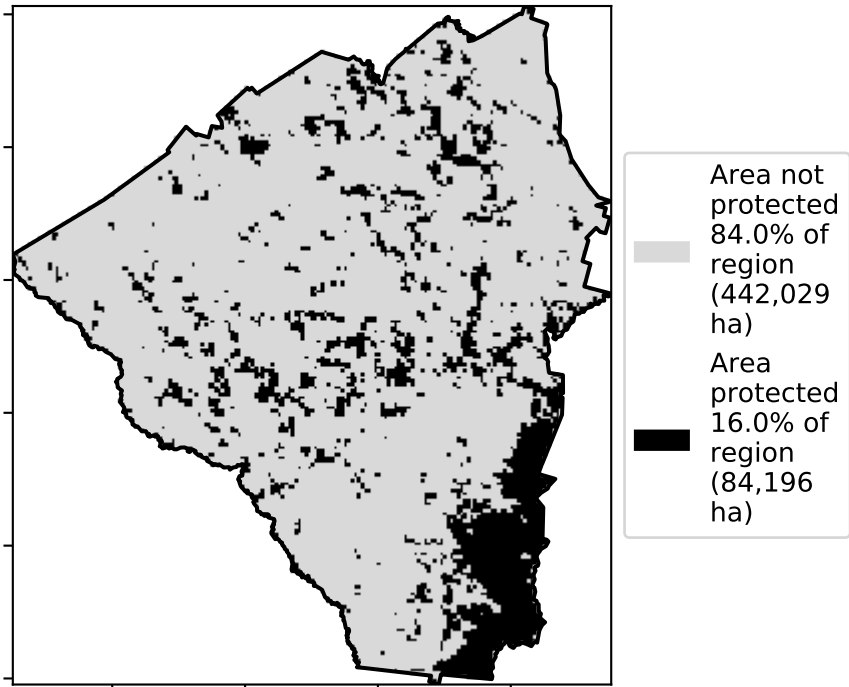 Area not
protected
84.0% of
region
(442,029
ha)
Area
protected
16.0% of
region
(84,196
ha)